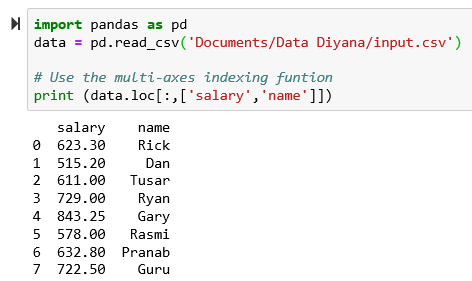 import pandas as pd
data = pd.read_csv('Documents/Data Diyana/input.csv')
# Use the multi-axes indexing funtion
print (data.loc[:,['salary','name']])
salary name
0 623.30 Rick
1 515.20 Dan
2 611.00 Tusar
3 729.00 Ryan
4 843.25 Gary
5 578.00 Rasmi
6 632.80 Pranab
7 722.50 Guru